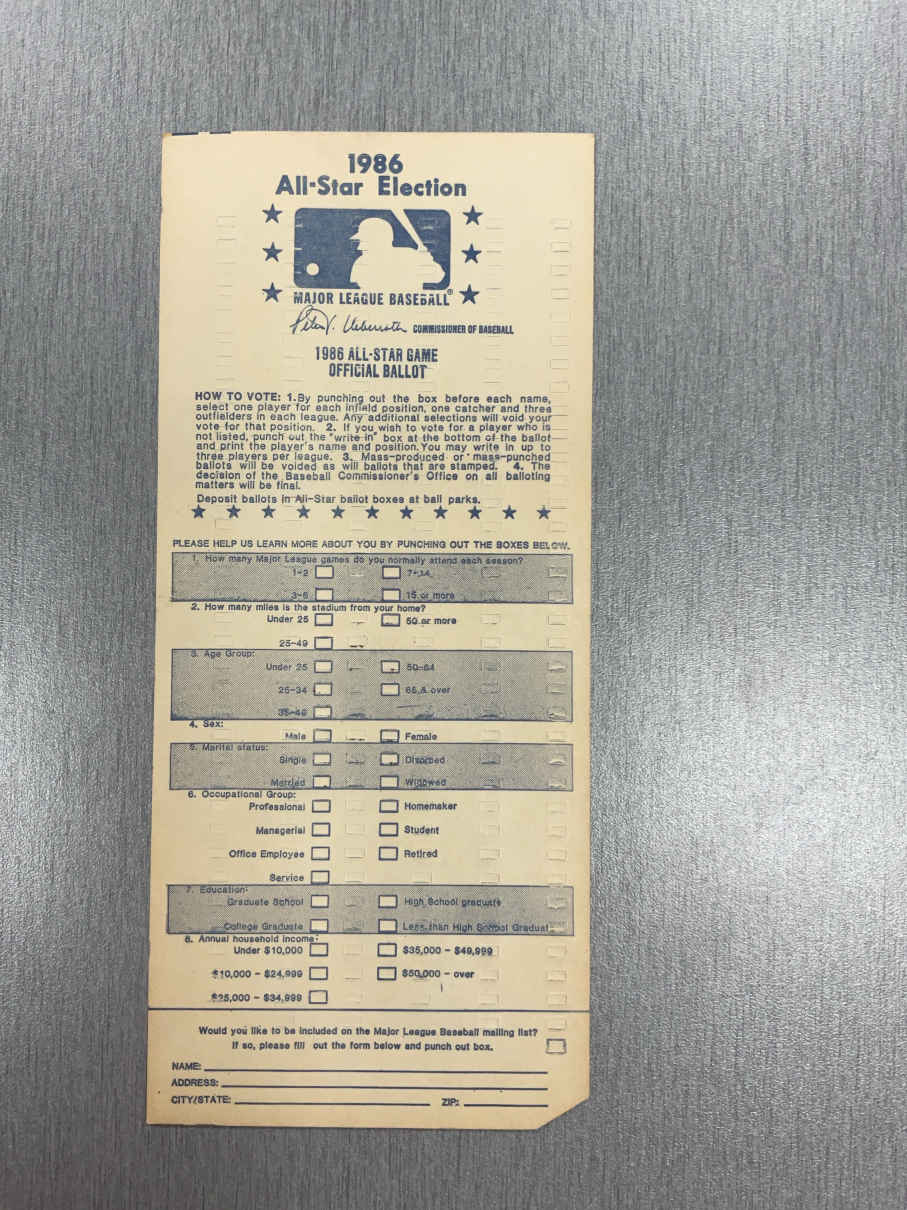 1986
All-Star Election
MAJOR LEAGUE BASEBALL®
Peter V. Ueberroth COMMISSIONER OF BASEBALL
1986 ALL-STAR GAME
OFFICIAL BALLOT
HOW TO VOTE: 1.By punching out the box before each name,
select one player for each infield position, one catcher and three
outfielders in each league. Any additional selections will void your
vote for that position. 2. If you wish to vote for a player who is
not listed, punch out the "write-in" box at the bottom of the ballot
and print the player's name and position. You may write in up to
three players per league. 3. Mass-produced or mass-punched
ballots will be voided as will ballots that are stamped. 4. The
decision of the Baseball Commissioner's Office on all balloting
matters will be final.
Deposit ballots in All-Star ballot boxes at ball parks.
PLEASE HELP US LEARN MORE ABOUT YOU BY PUNCHING OUT THE BOXES BELOW.
1. How many Major League games do you normally attend each season?
1-2 7-14
3-6 15 or more
2. How many miles is the stadium from your home?
Under 25 50 or more
25-49
3. Age Group:
Under 25 50-64
25-34 65 & over
35-49
4. Sex:
Male Female
5. Marital status:
Single Divorced
Married Widowed
6. Occupational Group:
Professional Homemaker
Managerial Student
Office Employee Retired
Service
7. Education:
Graduate School High School graduate
College Graduate Less than High School Graduat
8. Annual household income:
Under $10,000 $35,000 - $49,999
$10,000 - $24,999 $50,000 - over
$25,000 - $34,999
Would you like to be included on the Major League Baseball mailing list?
If so, please fill out the form below and punch out box.
NAME:
ADDRESS:
CITY/STATE: ZIP: